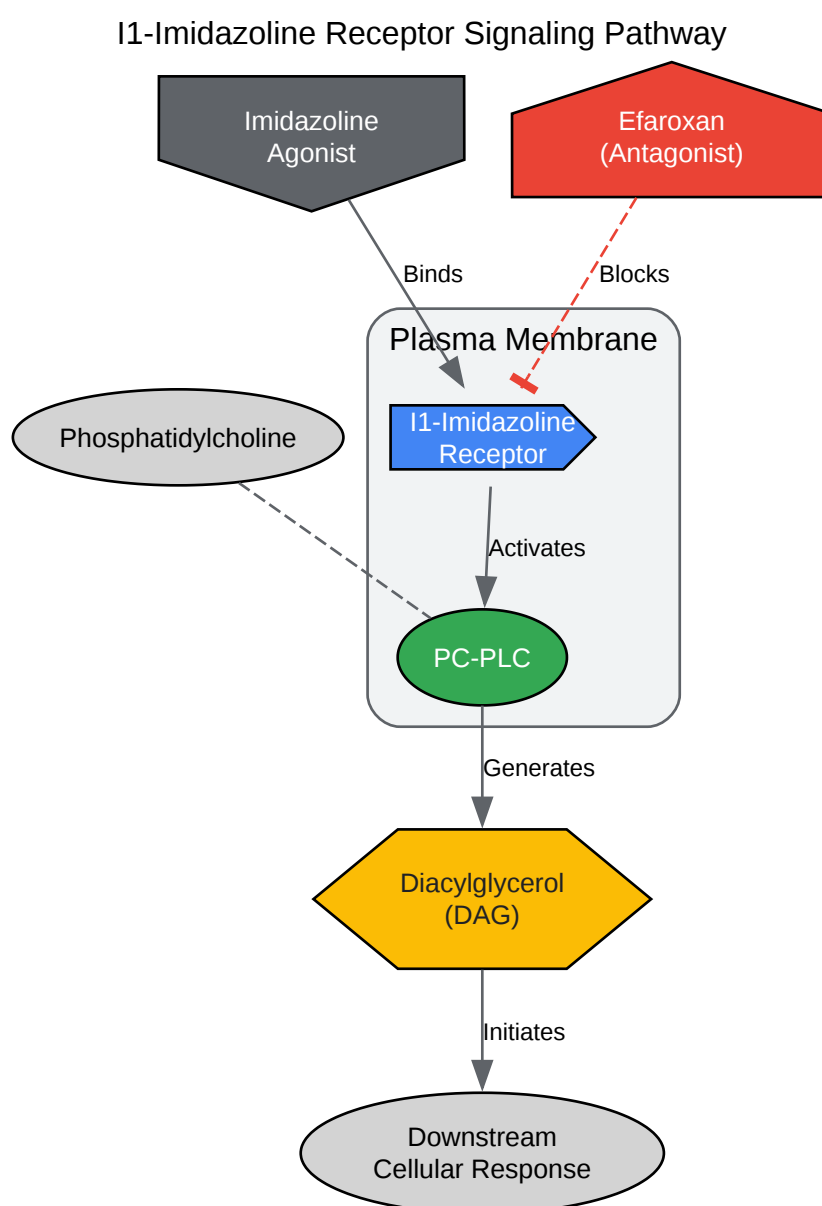 I1-Imidazoline Receptor Signaling Pathway
Imidazoline
Agonist
Efaroxan
(Antagonist)
Binds
Blocks
Plasma Membrane
I1-Imidazoline
Receptor
Phosphatidylcholine
Activates
PC-PLC
Generates
Diacylglycerol
(DAG)
Initiates
Downstream
Cellular Response